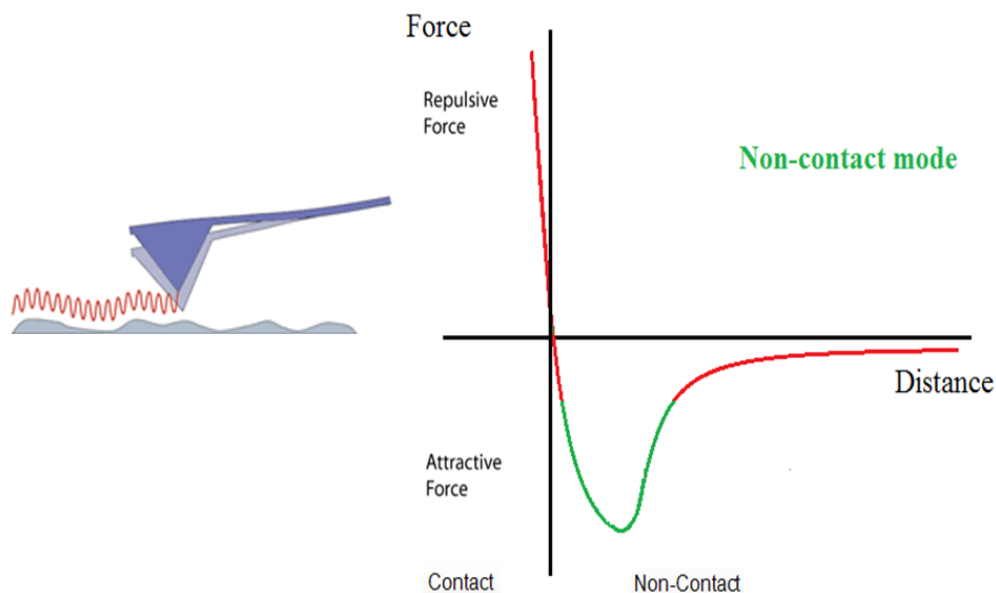 Force
Repulsive
Force
Non-contact mode
Distance
Attractive
Force
Contact
Non-Contact